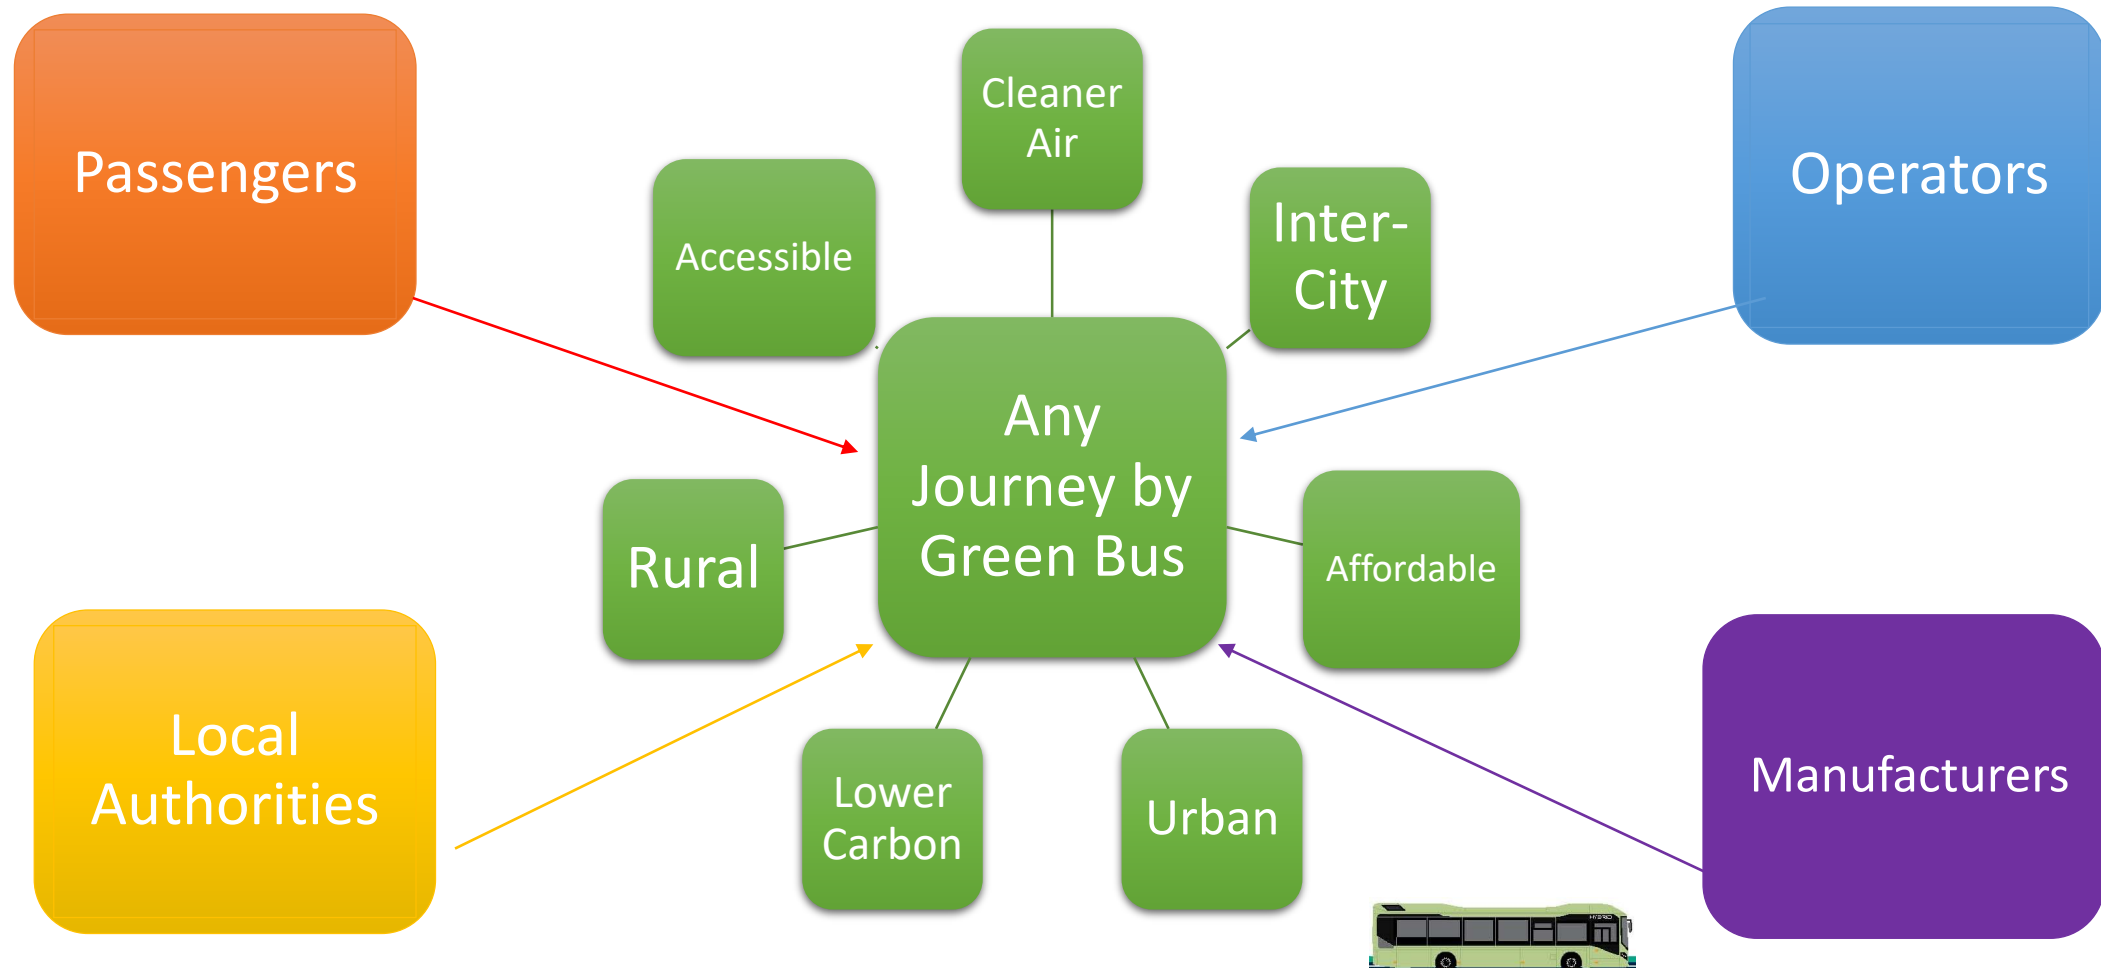 Passengers
Cleaner
Air
Operators
Accessible
Inter-
City
Any
Journey by
Green Bus
Rural
Affordable
Local
Authorities
Lower
Carbon
Urban
Manufacturers
HYBRID